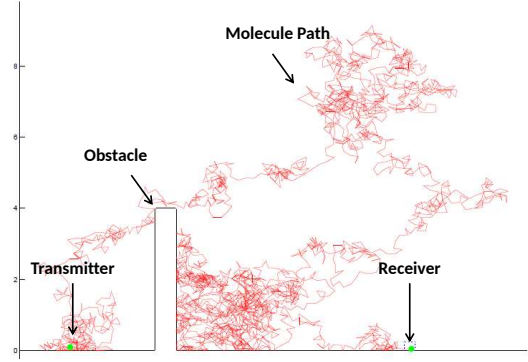 Molecule Path
8
6
Obstacle
4
Transmitter
Receiver
2
0